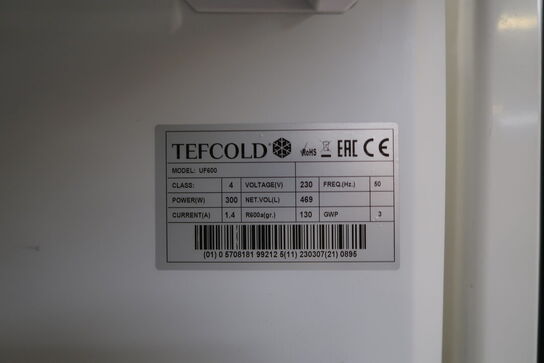 TEFCOLD RoHS EAC CE
MODEL: UF600
CLASS: 4 VOLTAGE(V) 230 FREQ.(Hz.) 50
POWER(W) 300 NET.VOL(L) 469
CURRENT(A) 1,4 R600a(gr.) 130 GWP 3
(01) 0 5708181 99212 5(11) 230307(21) 0895